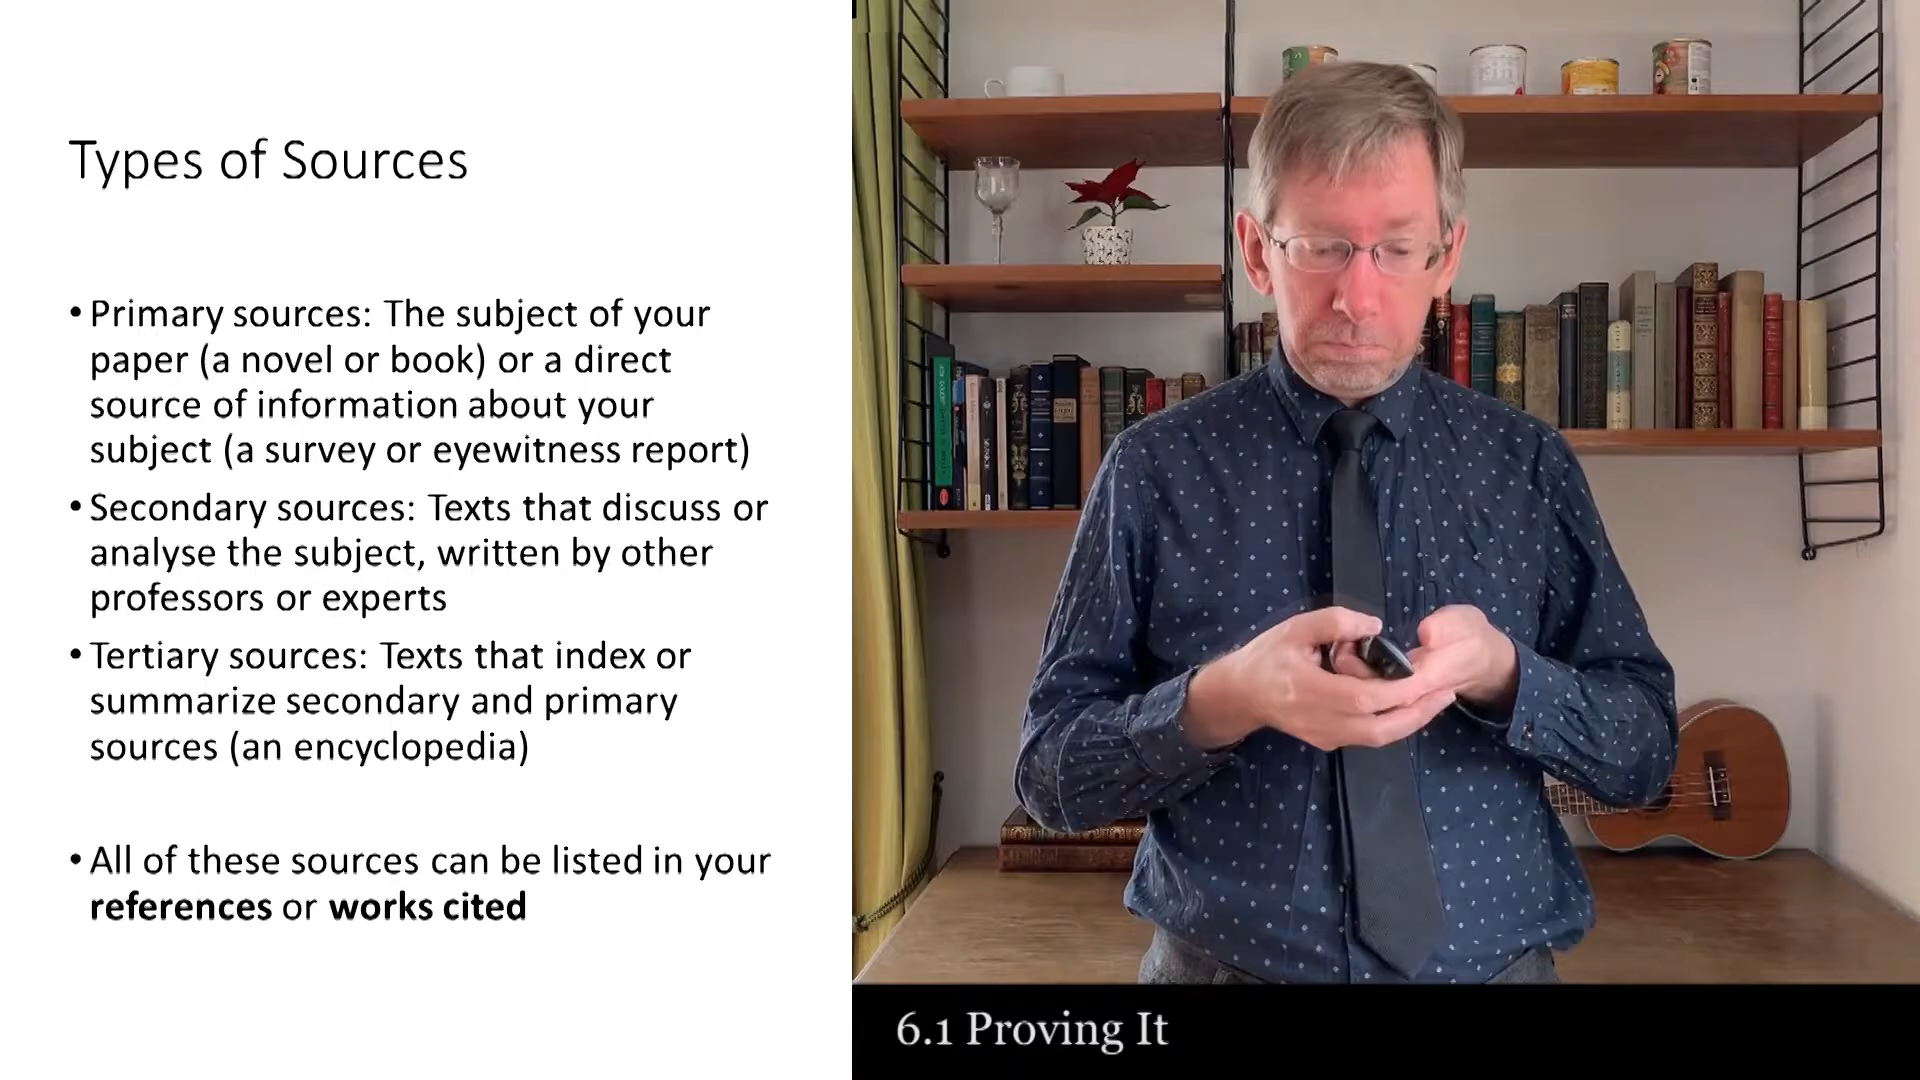 Types of Sources
• Primary sources: The subject of your
paper (a novel or book) or a direct
source of information about your
subject (a survey or eyewitness report)
• Secondary sources: Texts that discuss or
analyse the subject, written by other
professors or experts
• Tertiary sources: Texts that index or
summarize secondary and primary
sources (an encyclopedia)
• All of these sources can be listed in your
references or works cited
6.1 Proving It